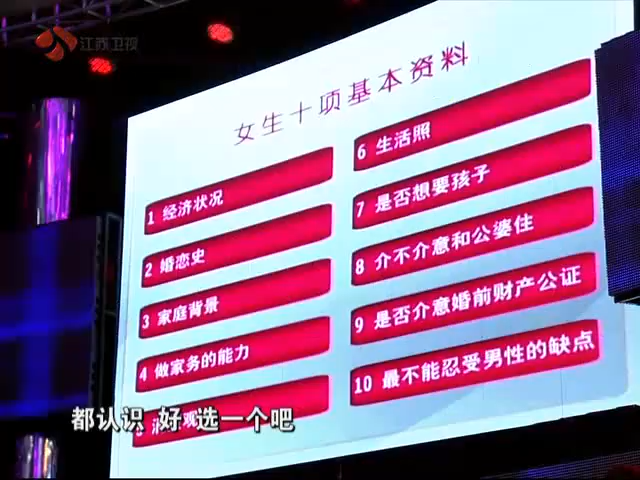 江苏卫视
女生十项基本资料
1 经济状况
2 婚恋史
3 家庭背景
4 做家务的能力
6 生活照
7 是否想要孩子
8 介不介意和公婆住
9 是否介意婚前财产公证
10 最不能忍受男性的缺点
都认识 好 选一个吧